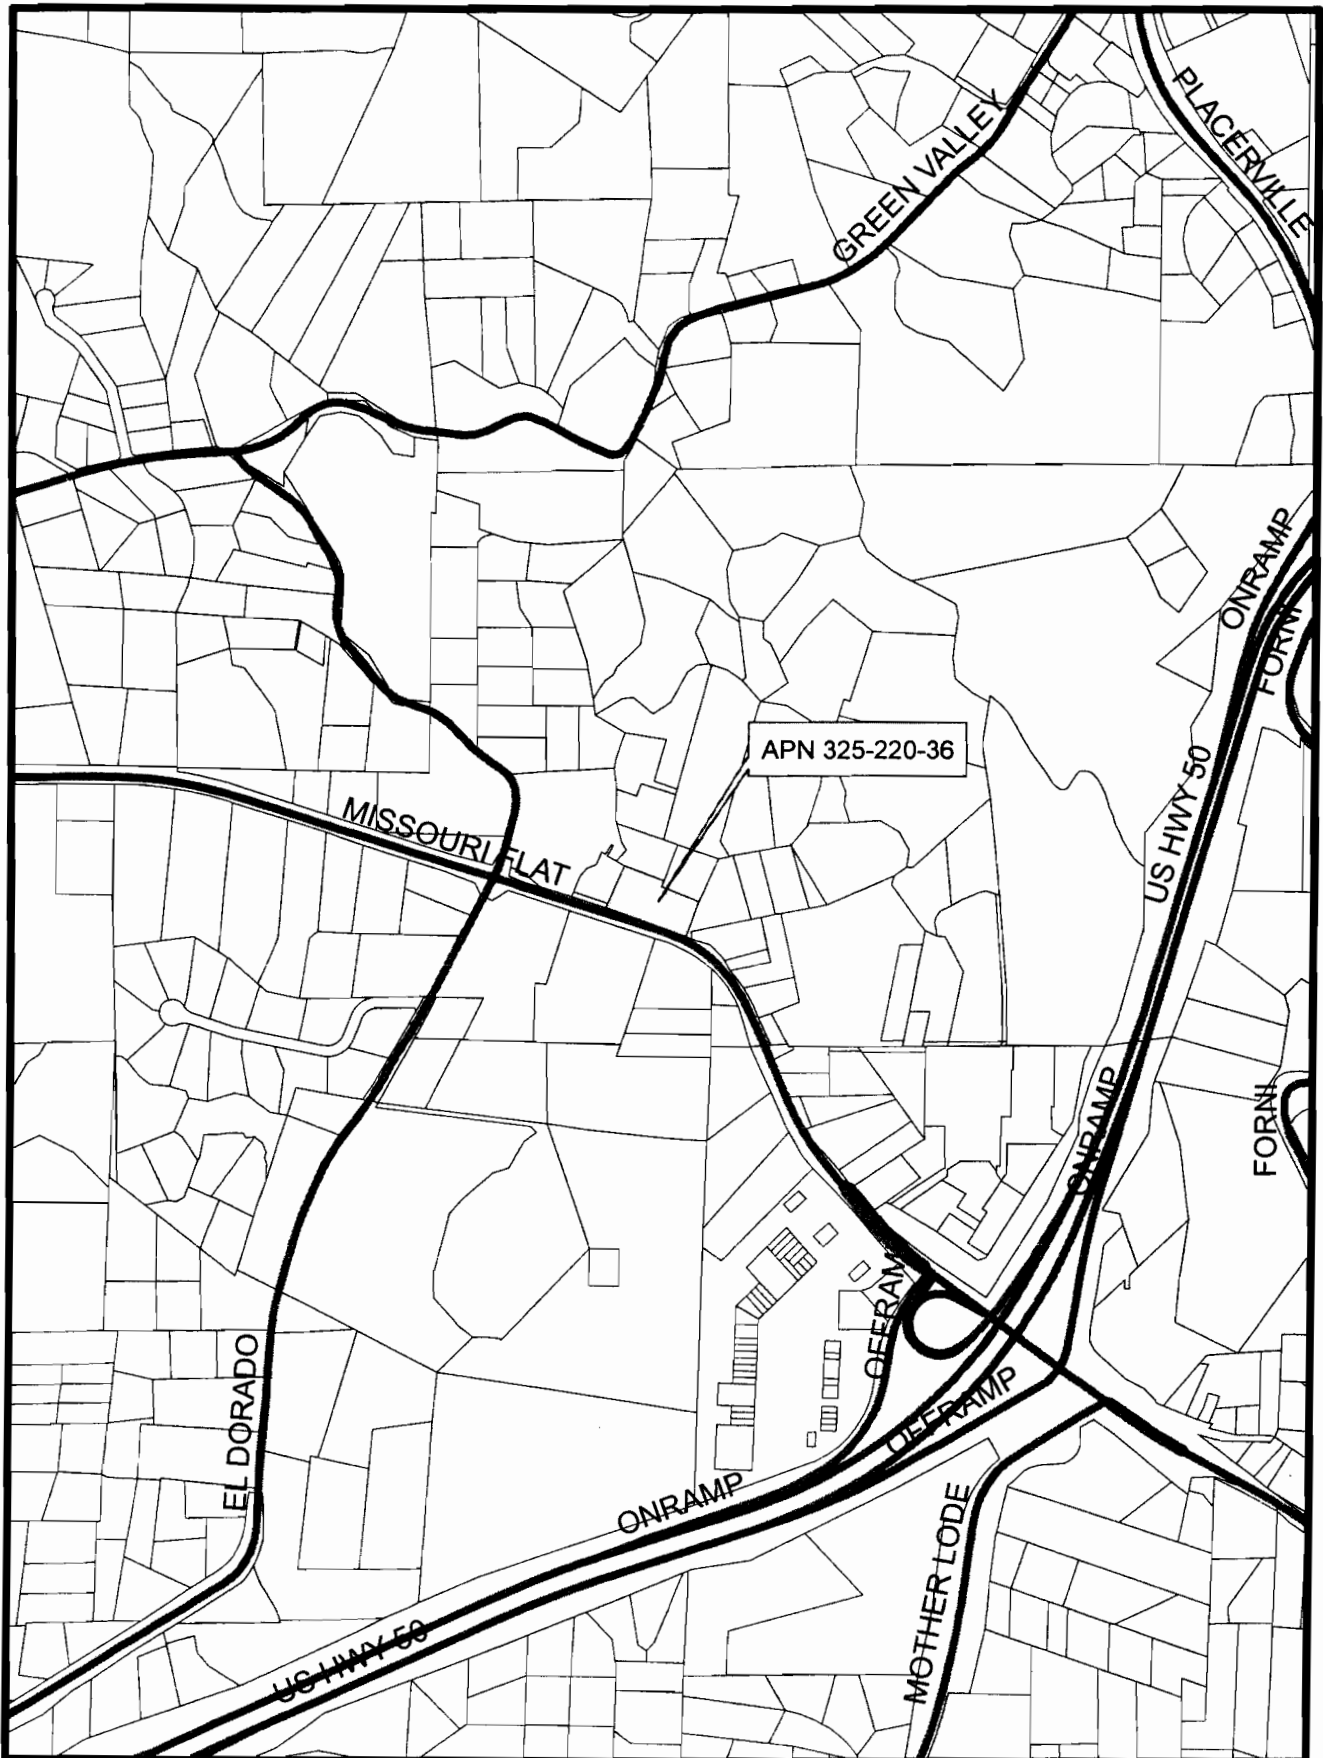 PLACERVILLE
GREEN VALLEY
ONRAMP
FORNI
APN 325-220-36
US HWY 50
MISSOURI FLAT
ONRAMP
FORNI
OFFRAMP
OFFRAMP
EL DORADO
ONRAMP
MOTHER LODE
US HWY 50